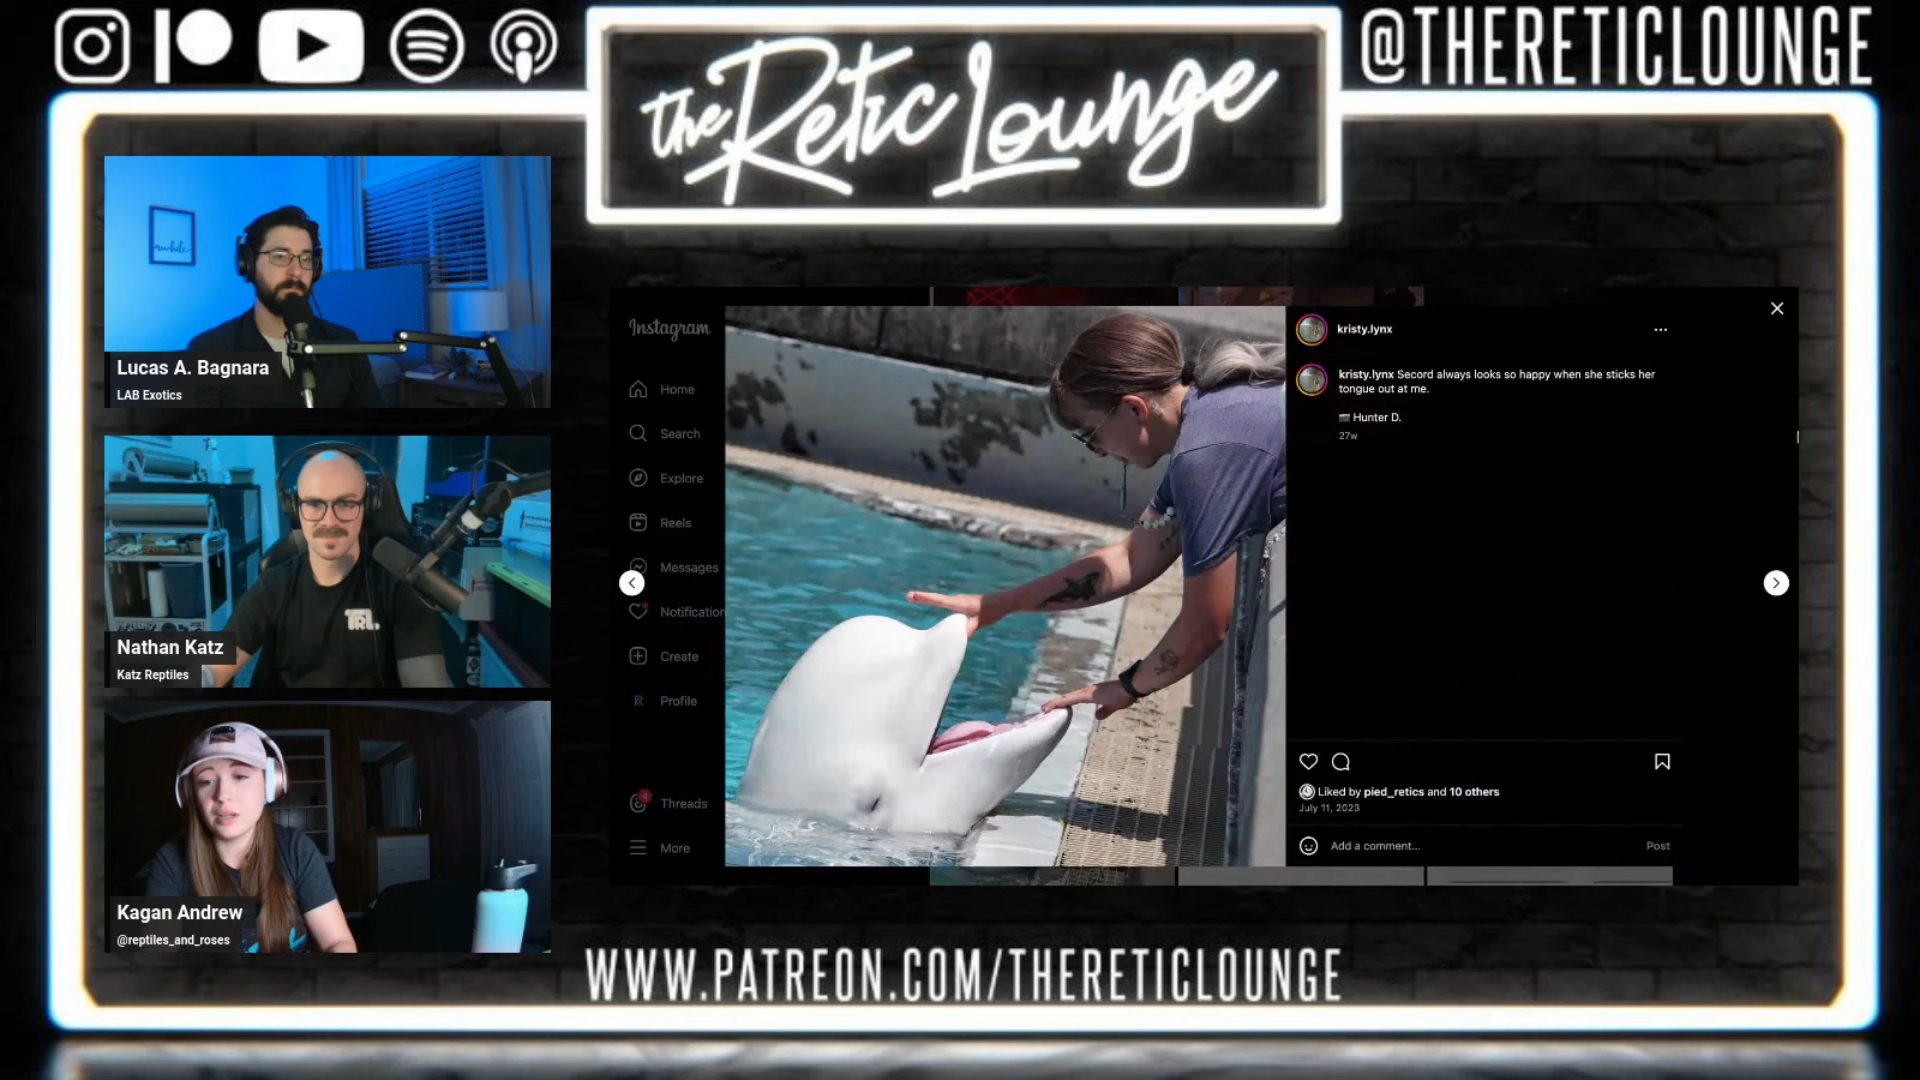 @THERETICLOUNGE
the Retic Lounge
Lucas A. Bagnara
LAB Exotics
TRL
Nathan Katz
Katz Reptiles
Kagan Andrew
@reptiles_and_roses
Instagram
Home
Search
Explore
Reels
Messages
Notification
Create
Profile
4
Threads
More
kristy.lynx
kristy.lynx Secord always looks so happy when she sticks her
tongue out at me.
📷 Hunter D.
27w
Liked by pied_retics and 10 others
July 11, 2023
Add a comment...
Post
WWW.PATREON.COM/THERETICLOUNGE